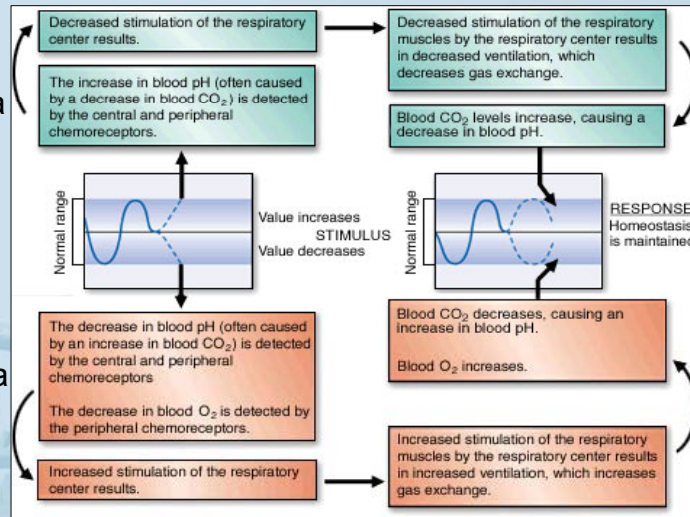 Decreased stimulation of the respiratory
center results.
Decreased stimulation of the respiratory
muscles by the respiratory center results
in decreased ventilation, which
decreases gas exchange.
The increase in blood pH (often caused
by a decrease in blood CO₂) is detected
by the central and peripheral
chemoreceptors.
a
Blood CO₂ levels increase, causing a
decrease in blood pH.
Normal range
Value increases
STIMULUS
Value decreases
Normal range
RESPONSE
Homeostasis
is maintained
The decrease in blood pH (often caused
by an increase in blood CO₂) is detected
by the central and peripheral
chemoreceptors
The decrease in blood O₂ is detected by
the peripheral chemoreceptors.
a
Blood CO₂ decreases, causing an
increase in blood pH.
Blood O₂ increases.
Increased stimulation of the respiratory
center results.
Increased stimulation of the respiratory
muscles by the respiratory center results
in increased ventilation, which increases
gas exchange.